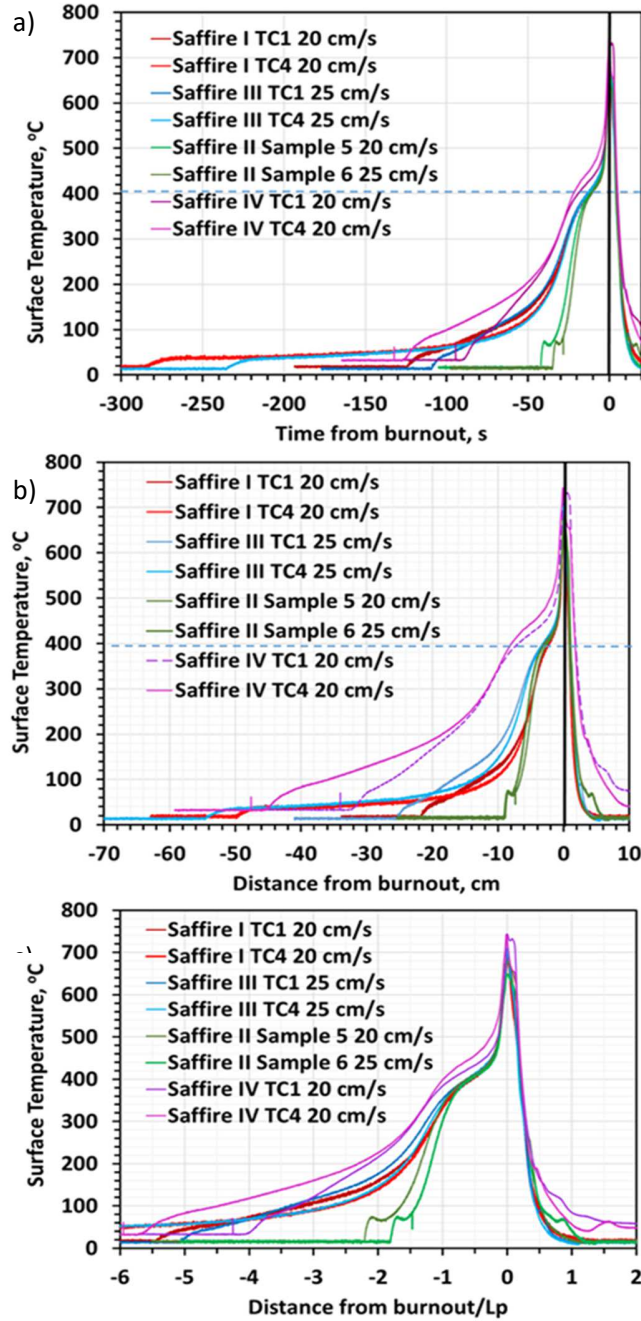 a)
800
700
600
500
400
300
200
100
0
Surface Temperature, ºC
Saffire I TC1 20 cm/s
Saffire I TC4 20 cm/s
Saffire III TC1 25 cm/s
Saffire III TC4 25 cm/s
Saffire II Sample 5 20 cm/s
Saffire II Sample 6 25 cm/s
Saffire IV TC1 20 cm/s
Saffire IV TC4 20 cm/s
-300 -250 -200 -150 -100 -50 0
Time from burnout, s
b)
800
700
600
500
400
300
200
100
0
Surface Temperature, ºC
Saffire I TC1 20 cm/s
Saffire I TC4 20 cm/s
Saffire III TC1 25 cm/s
Saffire III TC4 25 cm/s
Saffire II Sample 5 20 cm/s
Saffire II Sample 6 25 cm/s
Saffire IV TC1 20 cm/s
Saffire IV TC4 20 cm/s
-70 -60 -50 -40 -30 -20 -10 0 10
Distance from burnout, cm
800
700
600
500
400
300
200
100
0
Surface Temperature, ºC
Saffire I TC1 20 cm/s
Saffire I TC4 20 cm/s
Saffire III TC1 25 cm/s
Saffire III TC4 25 cm/s
Saffire II Sample 5 20 cm/s
Saffire II Sample 6 25 cm/s
Saffire IV TC1 20 cm/s
Saffire IV TC4 20 cm/s
-6 -5 -4 -3 -2 -1 0 1 2
Distance from burnout/Lp